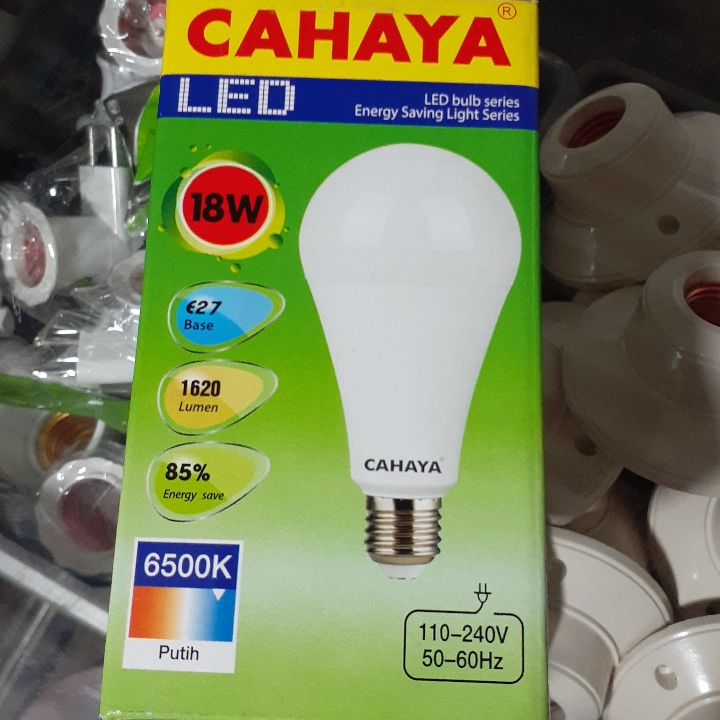 CAHAYA®
LED
LED bulb series
Energy Saving Light Series
18W
€27
Base
1620
Lumen
85%
Energy save
CAHAYA
6500K
Putih
110–240V
50–60Hz